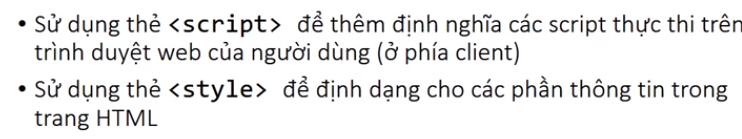 • Sử dụng thẻ <script> để thêm định nghĩa các script thực thi trên
trình duyệt web của người dùng (ở phía client)
• Sử dụng thẻ <style> để định dạng cho các phần thông tin trong
trang HTML